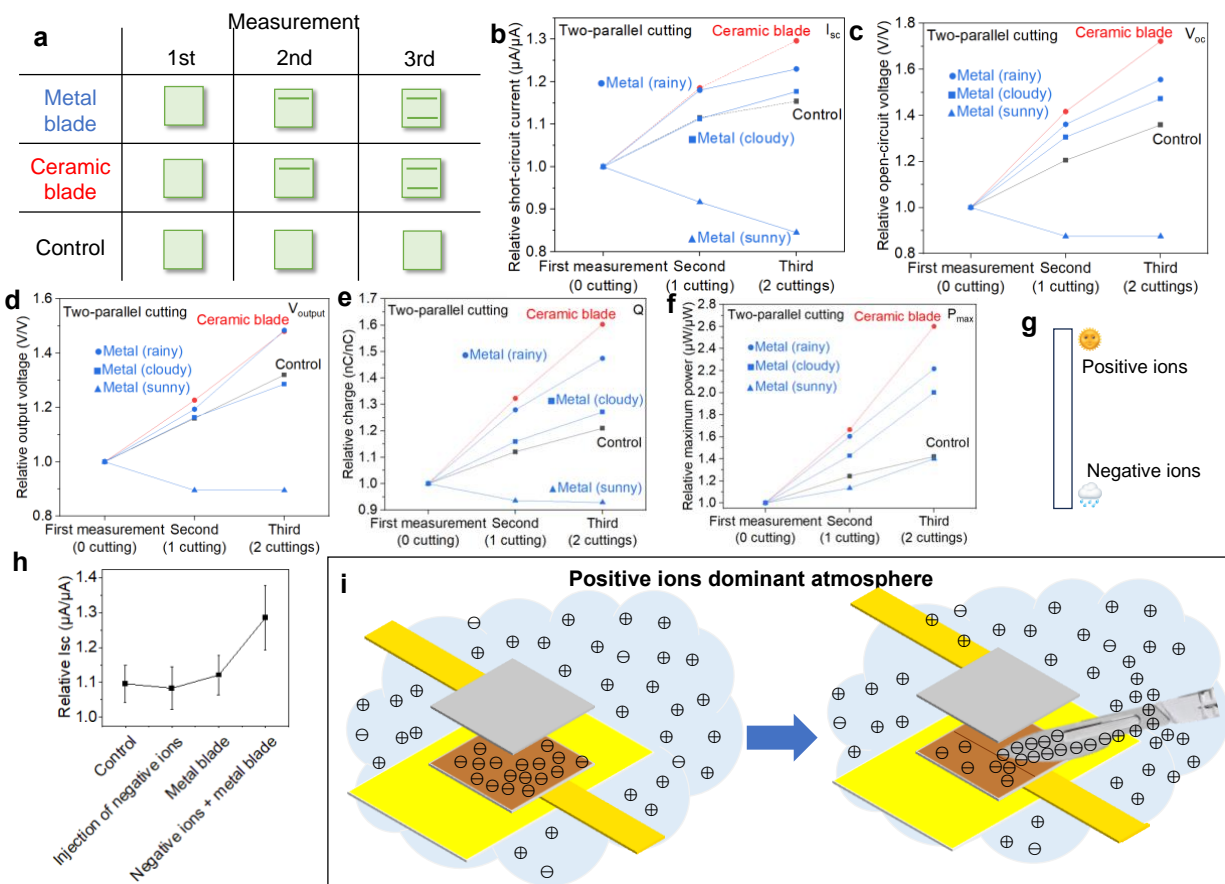 a
Measurement
1st 2nd 3rd
Metal
blade
Ceramic
blade
Control
b
Relative short-circuit current (µA/µA)
1.3
1.2
1.1
1.0
0.9
0.8
Two-parallel cutting
Ceramic blade
Isc
Metal (rainy)
Metal (cloudy)
Control
Metal (sunny)
First measurement Second Third
(0 cutting) (1 cutting) (2 cuttings)
c
Relative open-circuit voltage (V/V)
1.8
1.6
1.4
1.2
1.0
0.8
Two-parallel cutting
Ceramic blade
Voc
Metal (rainy)
Metal (cloudy)
Metal (sunny)
Control
First measurement Second Third
(0 cutting) (1 cutting) (2 cuttings)
d
Relative output voltage (V/V)
1.6
1.4
1.2
1.0
0.8
Two-parallel cutting
Voutput
Ceramic blade
Metal (rainy)
Metal (cloudy)
Metal (sunny)
Control
First measurement Second Third
(0 cutting) (1 cutting) (2 cuttings)
e
Relative charge (nC/nC)
1.7
1.6
1.5
1.4
1.3
1.2
1.1
1.0
0.9
Two-parallel cutting
Q
Ceramic blade
Metal (rainy)
Metal (cloudy)
Control
Metal (sunny)
First measurement Second Third
(0 cutting) (1 cutting) (2 cuttings)
f
Relative maximum power (µW/µW)
2.8
2.6
2.4
2.2
2.0
1.8
1.6
1.4
1.2
1.0
Two-parallel cutting
Pmax
Ceramic blade
Metal (rainy)
Metal (cloudy)
Metal (sunny)
Control
First measurement Second Third
(0 cutting) (1 cutting) (2 cuttings)
g
Positive ions
Negative ions
h
Relative Isc (µA/µA)
1.4
1.3
1.2
1.1
1.0
Control
Injection of negative ions
Metal blade
Negative ions + metal blade
i
Positive ions dominant atmosphere